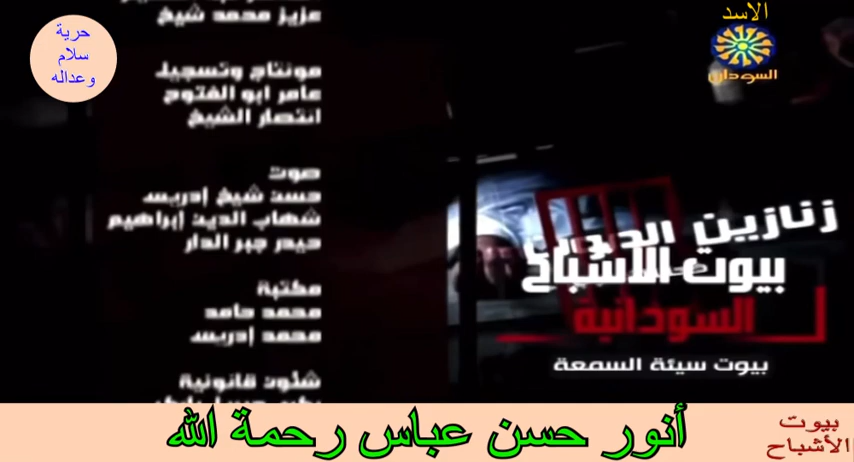 حرية
سلام
وعداله
عزيز محمد شيخ
مونتاج وتسجيل
عامر ابو الفتوح
انتصار الشيخ
صوت
حسن شيخ إدريس
شهاب الدين إبراهيم
حيدر جبر الدار
مكتبة
محمد حامد
محمد إدريس
شئون قانونية
الاسد
السودان
زنازين
بيوت الاشباح
السودانية
بيوت سيئة السمعة
أنور حسن عباس رحمة الله
بيوت
الأشباح